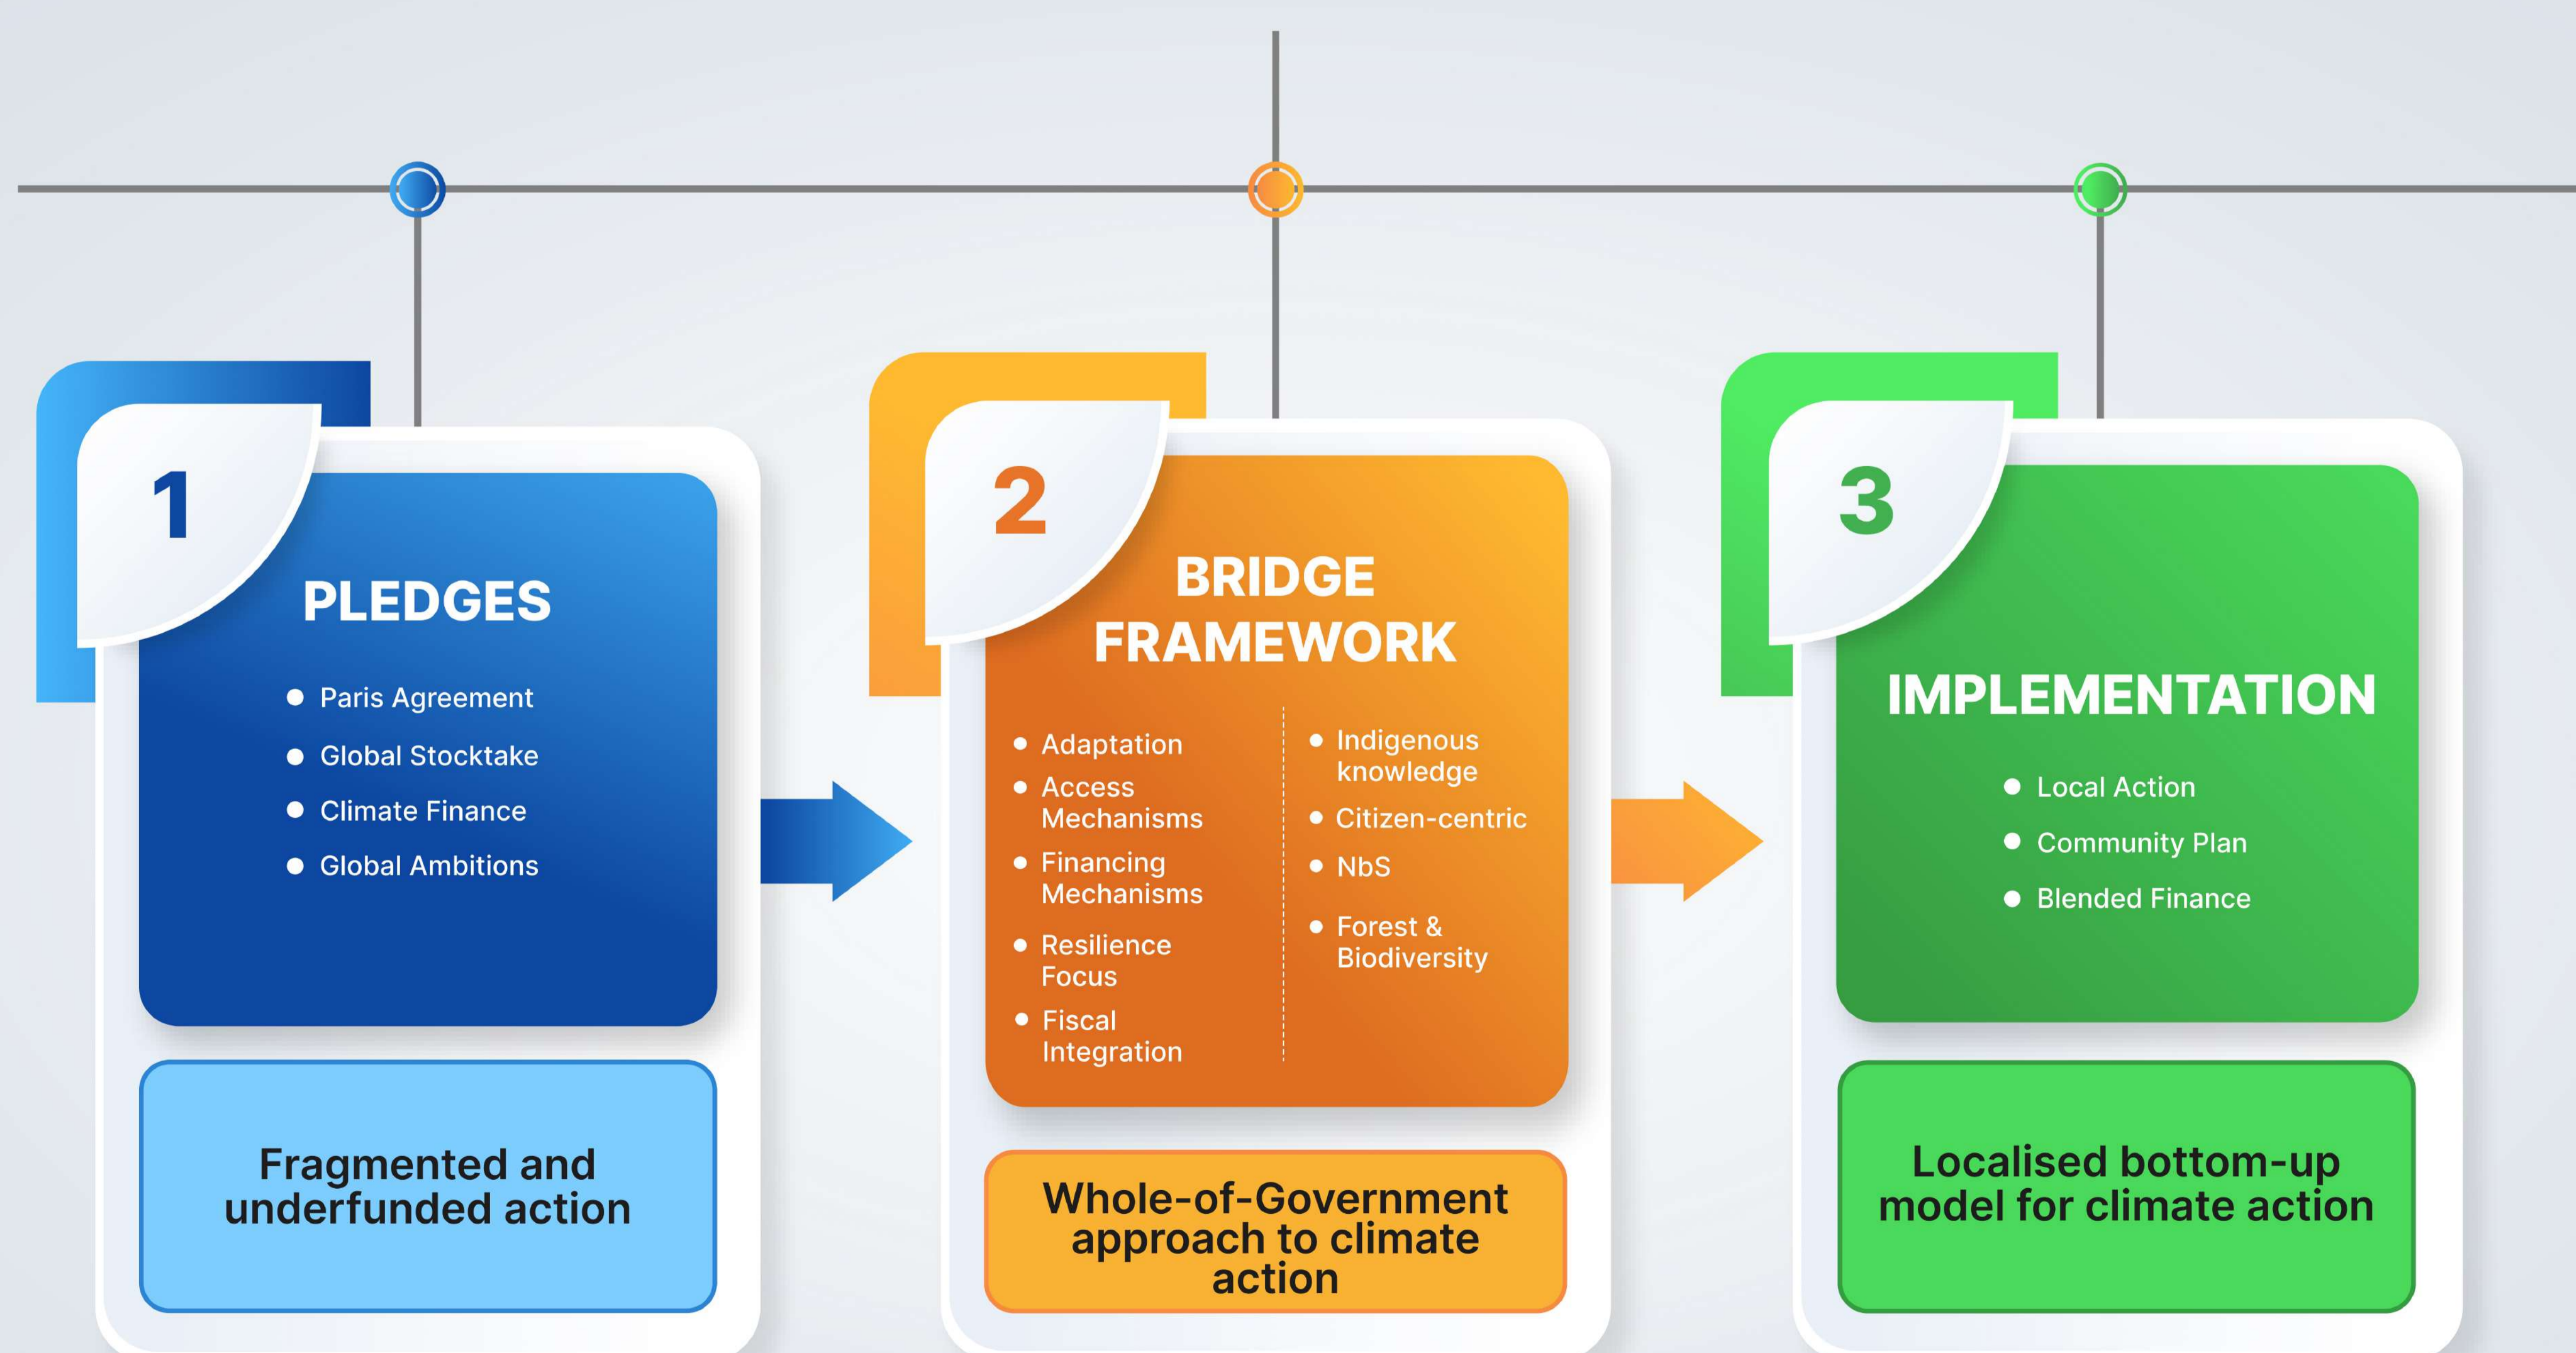 1
PLEDGES
Paris Agreement
Global Stocktake
Climate Finance
Global Ambitions
Fragmented and
underfunded action
2
BRIDGE
FRAMEWORK
Adaptation
Access
Mechanisms
Financing
Mechanisms
Resilience
Focus
Fiscal
Integration
Indigenous
knowledge
Citizen-centric
NbS
Forest &
Biodiversity
Whole-of-Government
approach to climate
action
3
IMPLEMENTATION
Local Action
Community Plan
Blended Finance
Localised bottom-up
model for climate action